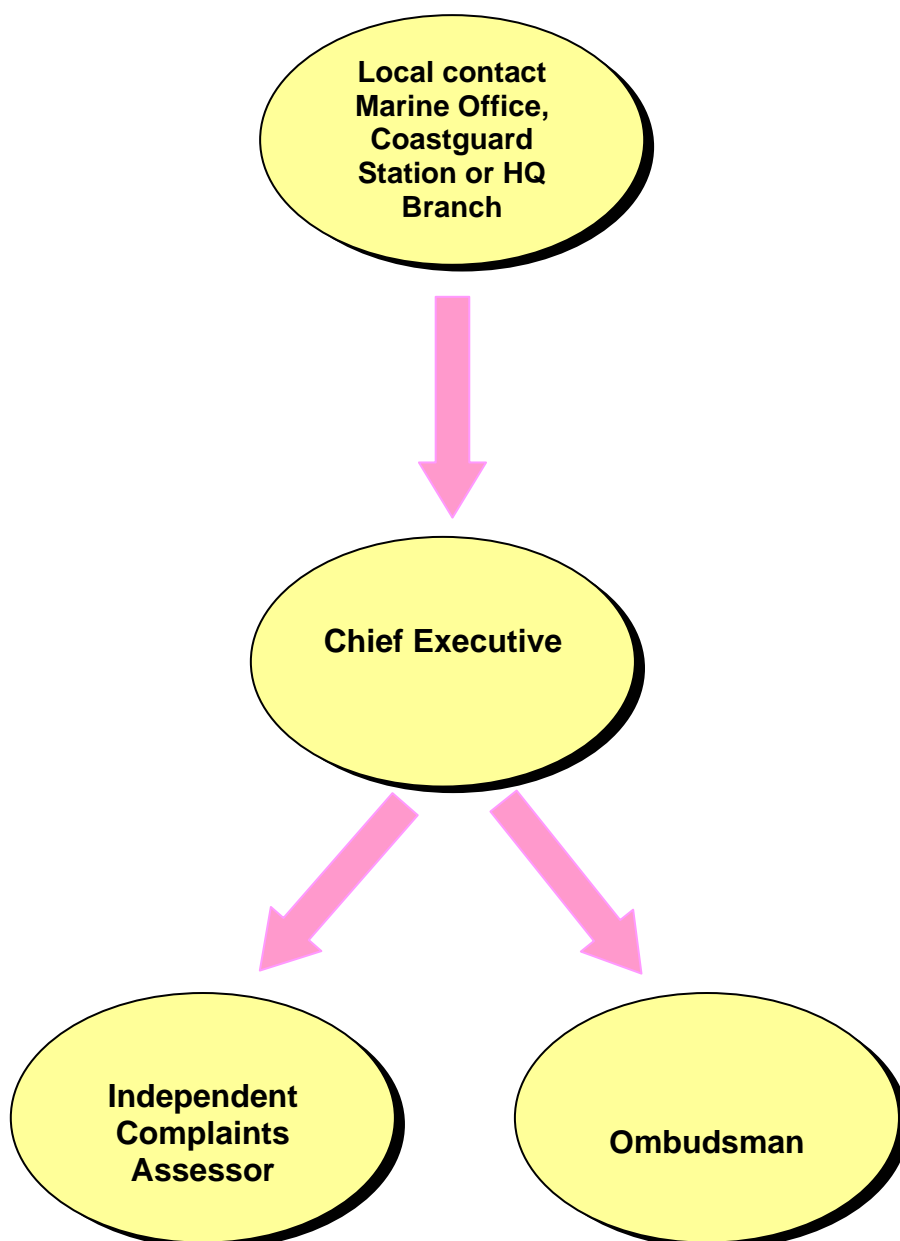 Local contact
Marine Office,
Coastguard
Station or HQ
Branch
Chief Executive
Independent
Complaints
Assessor
Ombudsman